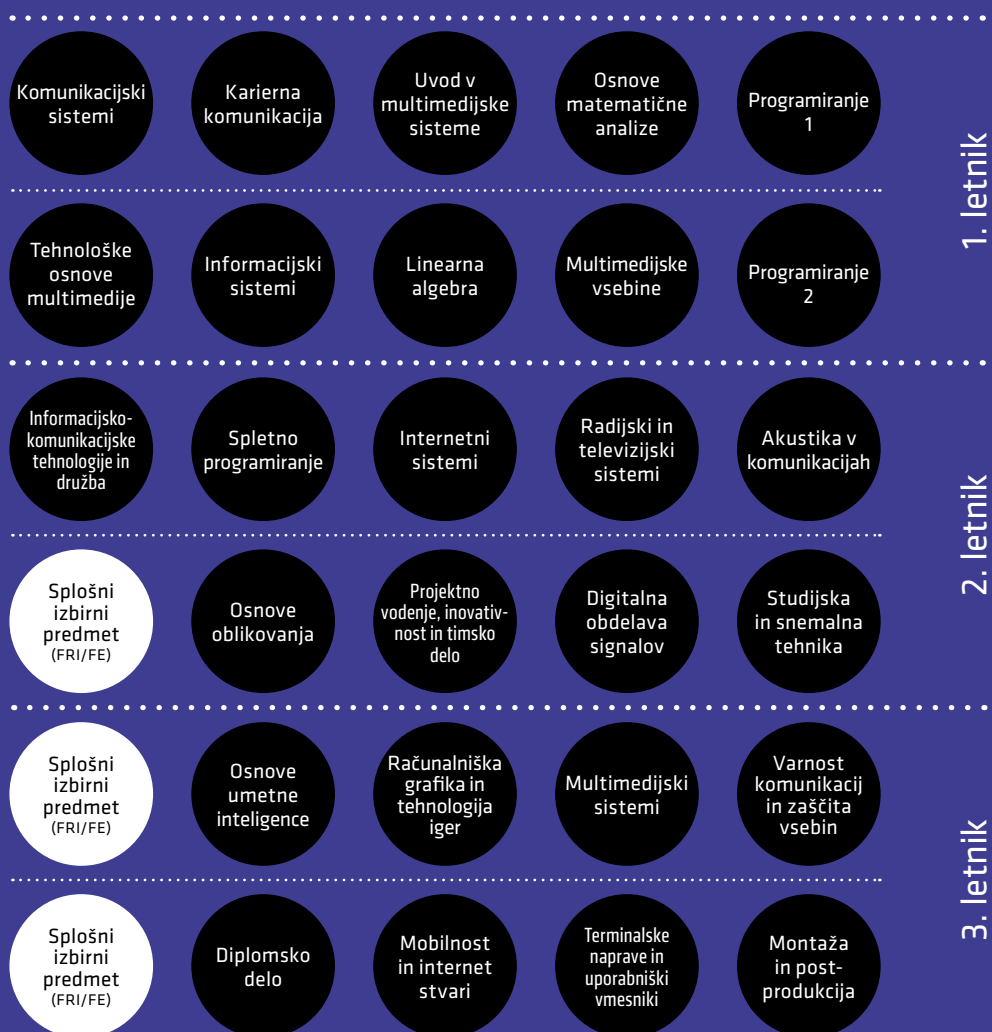 Komunikacijski
sistemi
Karierna
komunikacija
Uvod v
multimedijske
sisteme
Osnove
matematične
analize
Programiranje
1
Tehnološke
osnove
multimedije
Informacijski
sistemi
Linearna
algebra
Multimedijske
vsebine
Programiranje
2
1. letnik
Informacijsko-
komunikacijske
tehnologije in
družba
Spletno
programiranje
Internetni
sistemi
Radijski in
televizijski
sistemi
Akustika v
komunikacijah
Splošni
izbirni
predmet
(FRI/FE)
Osnove
oblikovanja
Projektno
vodenje, inovativ-
nost in timsko
delo
Digitalna
obdelava
signalov
Studijska
in snemalna
tehnika
2. letnik
Splošni
izbirni
predmet
(FRI/FE)
Osnove
umetne
inteligence
Računalniška
grafika in
tehnologija
iger
Multimedijski
sistemi
Varnost
komunikacij
in zaščita
vsebin
Splošni
izbirni
predmet
(FRI/FE)
Diplomsko
delo
Mobilnost
in internet
stvari
Terminalske
naprave in
uporabniški
vmesniki
Montaža
in post-
produkcija
3. letnik